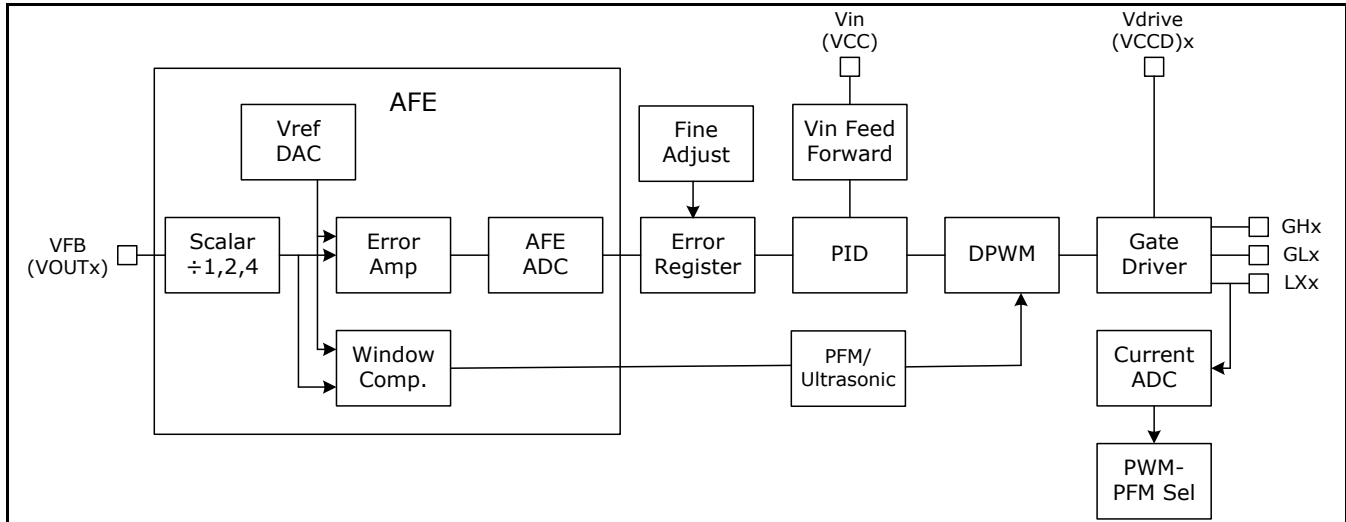 Vin
(VCC)
Vdrive
(VCCD)x
AFE
Vref
DAC
Fine
Adjust
Vin Feed
Forward
VFB
(VOUTx)
Scalar
÷1,2,4
Error
Amp
AFE
ADC
Error
Register
PID
DPWM
Gate
Driver
GHx
GLx
LXx
Window
Comp.
PFM/
Ultrasonic
Current
ADC
PWM-
PFM Sel